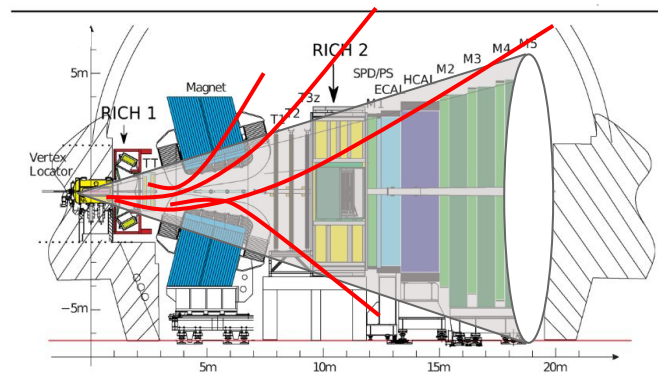 5m
RICH 2
M4
M5
M3
SPD/PS
HCAL
M2
Magnet
T3z
ECAL
M1
RICH 1
T1
T2
TT
Vertex
Locator
−5m
5m
10m
15m
20m